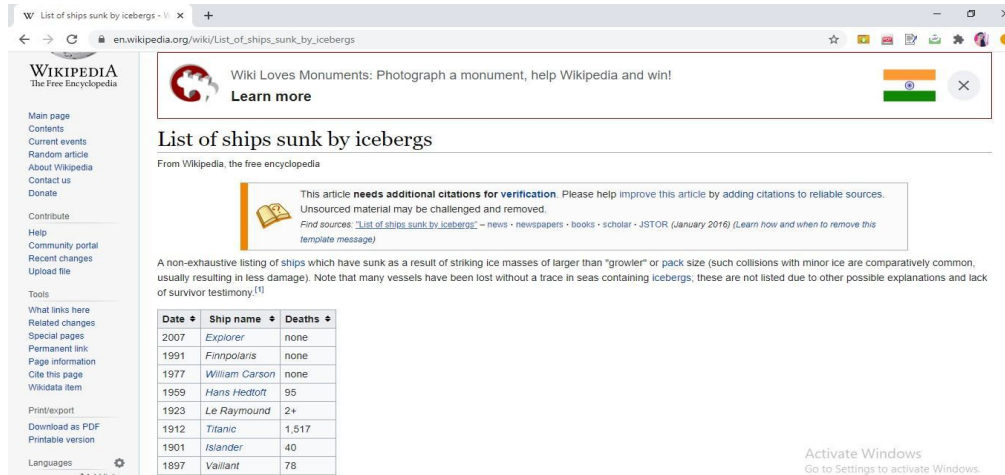 W List of ships sunk by icebergs - W
en.wikipedia.org/wiki/List_of_ships_sunk_by_icebergs
WIKIPEDIA
The Free Encyclopedia
Main page
Contents
Current events
Random article
About Wikipedia
Contact us
Donate
Contribute
Help
Community portal
Recent changes
Upload file
Tools
What links here
Related changes
Special pages
Permanent link
Page information
Cite this page
Wikidata item
Print/export
Download as PDF
Printable version
Languages
Wiki Loves Monuments: Photograph a monument, help Wikipedia and win!
Learn more
List of ships sunk by icebergs
From Wikipedia, the free encyclopedia
This article needs additional citations for verification. Please help improve this article by adding citations to reliable sources.
Unsourced material may be challenged and removed.
Find sources: "List of ships sunk by icebergs" – news · newspapers · books · scholar · JSTOR (January 2016) (Learn how and when to remove this
template message)
A non-exhaustive listing of ships which have sunk as a result of striking ice masses of larger than "growler" or pack size (such collisions with minor ice are comparatively common,
usually resulting in less damage). Note that many vessels have been lost without a trace in seas containing icebergs; these are not listed due to other possible explanations and lack
of survivor testimony.[1]
Date Ship name Deaths
2007 Explorer none
1991 Finnpolaris none
1977 William Carson none
1959 Hans Hedtoft 95
1923 Le Raymound 2+
1912 Titanic 1,517
1901 Islander 40
1897 Vaillant 78
Activate Windows
Go to Settings to activate Windows.